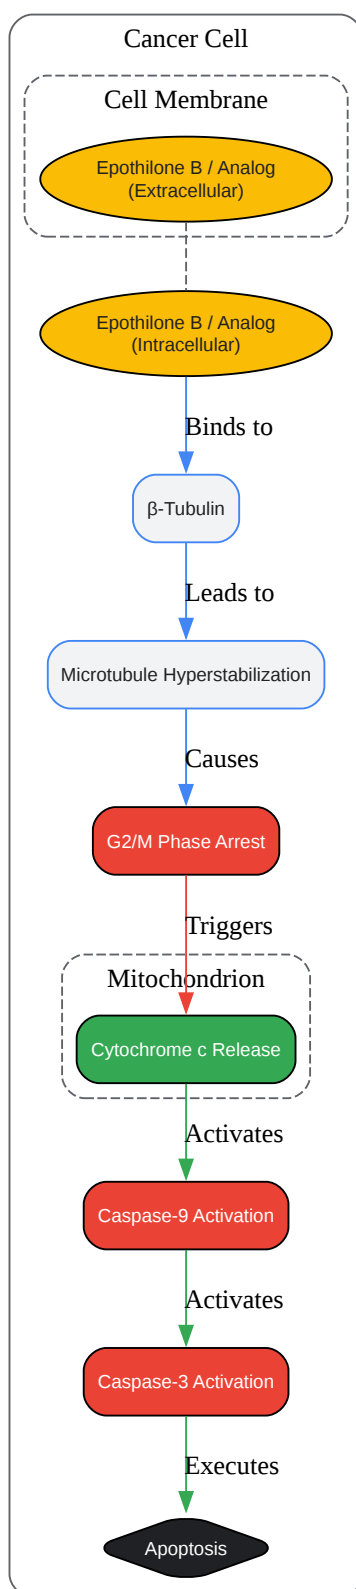 Cancer Cell
Cell Membrane
Epothilone B / Analog
(Extracellular)
Epothilone B / Analog
(Intracellular)
Binds to
β-Tubulin
Leads to
Microtubule Hyperstabilization
Causes
G2/M Phase Arrest
Triggers
Mitochondrion
Cytochrome c Release
Activates
Caspase-9 Activation
Activates
Caspase-3 Activation
Executes
Apoptosis